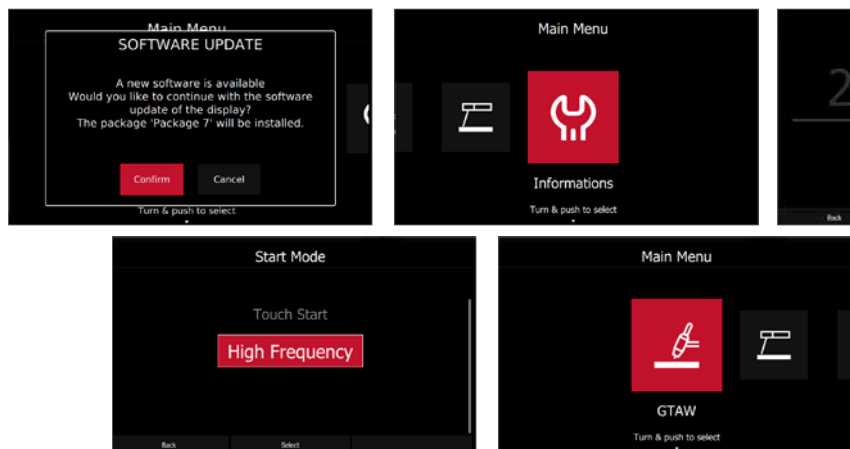 Main Menu
SOFTWARE UPDATE
A new software is available
Would you like to continue with the software
update of the display?
The package 'Package 7' will be installed.
Confirm
Cancel
Turn & push to select
Main Menu
Informations
Turn & push to select
2
Back
Start Mode
Touch Start
High Frequency
Back
Select
Main Menu
GTAW
Turn & push to select